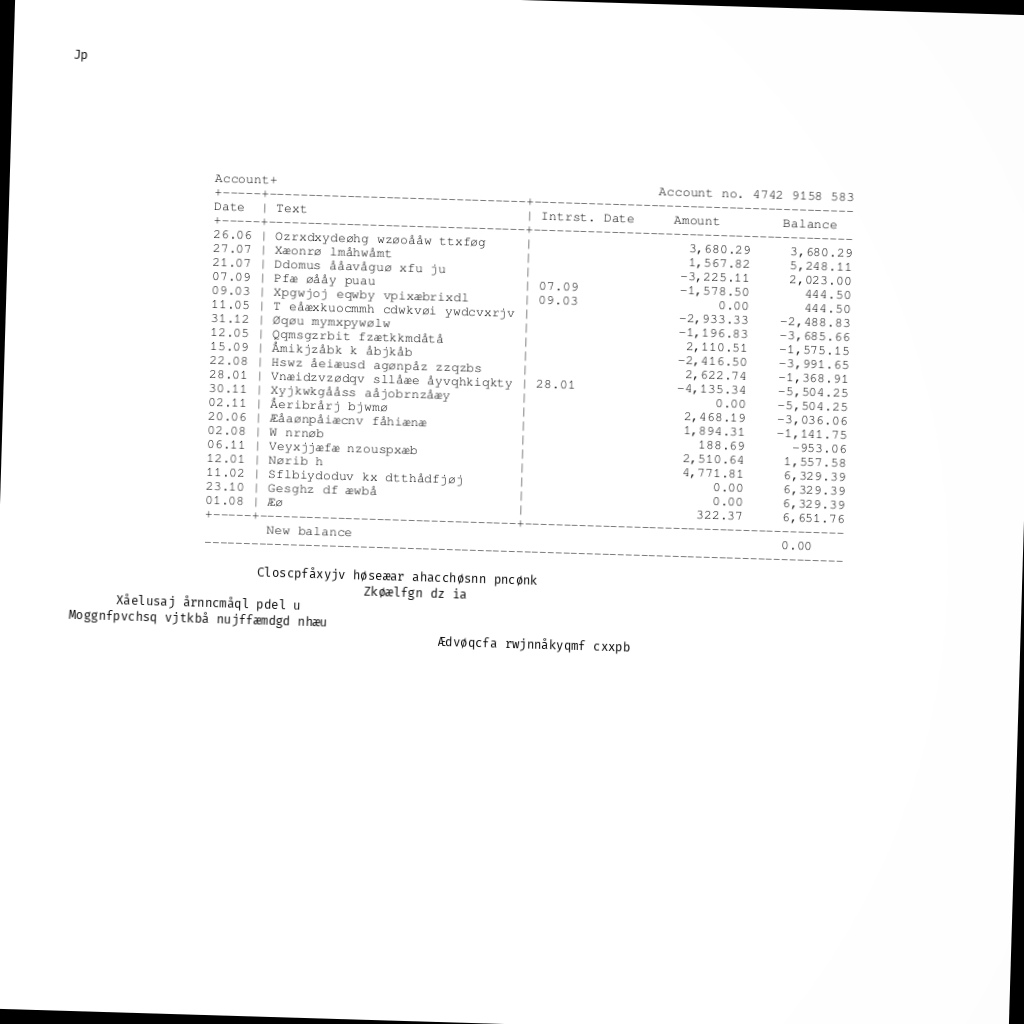 Jp
Account+ Account no. 4742 9158 583
+-----+---------------------------------+-----------------------------------------
Date | Text | Intrst. Date Amount Balance
+-----+---------------------------------+-----------------------------------------
26.06 | Ozrxdxydeøhg wzøoååw ttxføg | 3,680.29 3,680.29
27.07 | Xæonrø lmåhwåmt | 1,567.82 5,248.11
21.07 | Ddomus ååavåguø xfu ju | -3,225.11 2,023.00
07.09 | Pfæ øååy puau | 07.09 -1,578.50 444.50
09.03 | Xpgwjoj eqwby vpixæbrixdl | 09.03 0.00 444.50
11.05 | T eåæxkuocmmh cdwkvøi ywdcvxrjv | -2,933.33 -2,488.83
31.12 | Øqøu mymxpywølw | -1,196.83 -3,685.66
12.05 | Qqmsgzrbit fzætkkmdåtå | 2,110.51 -1,575.15
15.09 | Åmikjzåbk k åbjkåb | -2,416.50 -3,991.65
22.08 | Hswz åeiæusd agønpåz zzqzbs | 2,622.74 -1,368.91
28.01 | Vnæidzvzødqv sllåæe åyvqhkiqkty | 28.01 -4,135.34 -5,504.25
30.11 | Xyjkwkgååss aåjobrnzåæy | 0.00 -5,504.25
02.11 | Åeribrårj bjwmø | 2,468.19 -3,036.06
20.06 | Æåaønpåiæcnv fåhiænæ | 1,894.31 -1,141.75
02.08 | W nrnøb | 188.69 -953.06
06.11 | Veyxjjæfæ nzouspxæb | 2,510.64 1,557.58
12.01 | Nørib h | 4,771.81 6,329.39
11.02 | Sflbiydoduv kx dtthådfjøj | 0.00 6,329.39
23.10 | Gesghz df æwbå | 0.00 6,329.39
01.08 | Æø | 322.37 6,651.76
+-----+---------------------------------+-----------------------------------------
New balance 0.00
----------------------------------------------------------------------------------
Closcpfåxyjv høseæar ahacchøsnn pncønk
Zkøælfgn dz ia
Xåelusaj årnncmåql pdel u
Moggnfpvchsq vjtkbå nujffæmdgd nhæu
Ædvøqcfa rwjnnåkyqmf cxxpb